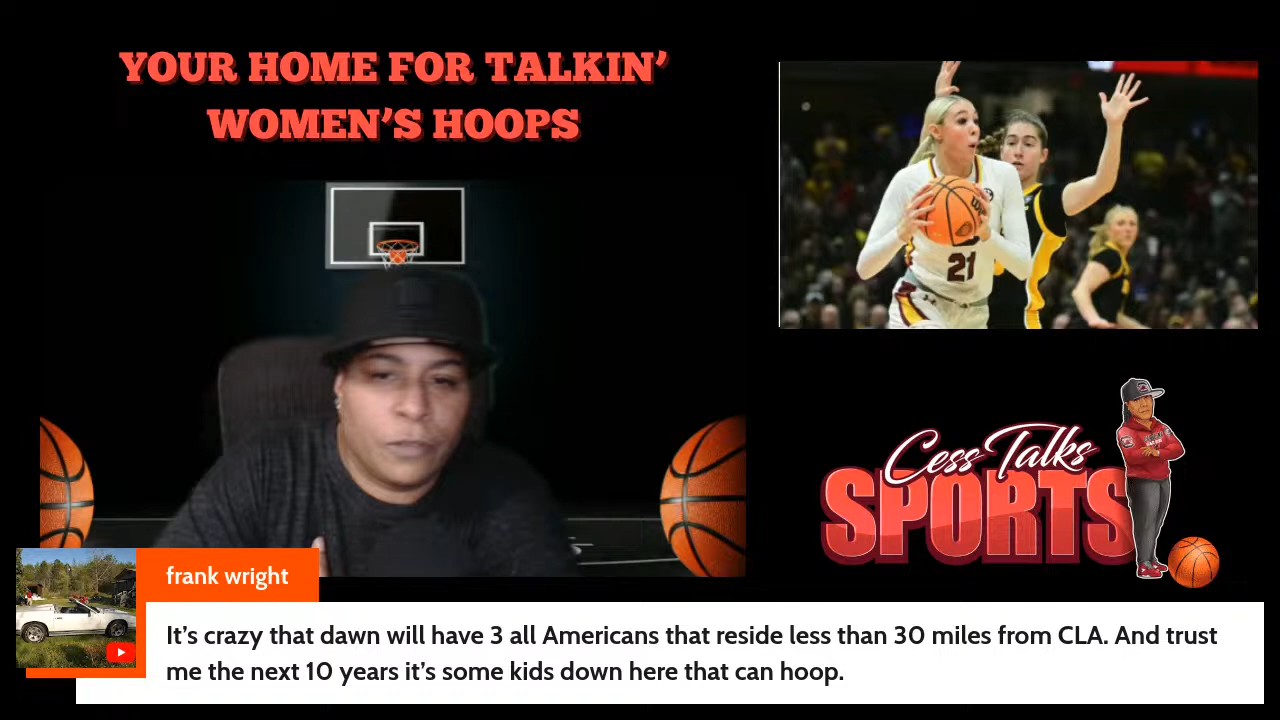 YOUR HOME FOR TALKIN’
WOMEN’S HOOPS
21
Cess Talks
SPORTS
frank wright
It’s crazy that dawn will have 3 all Americans that reside less than 30 miles from CLA. And trust
me the next 10 years it’s some kids down here that can hoop.